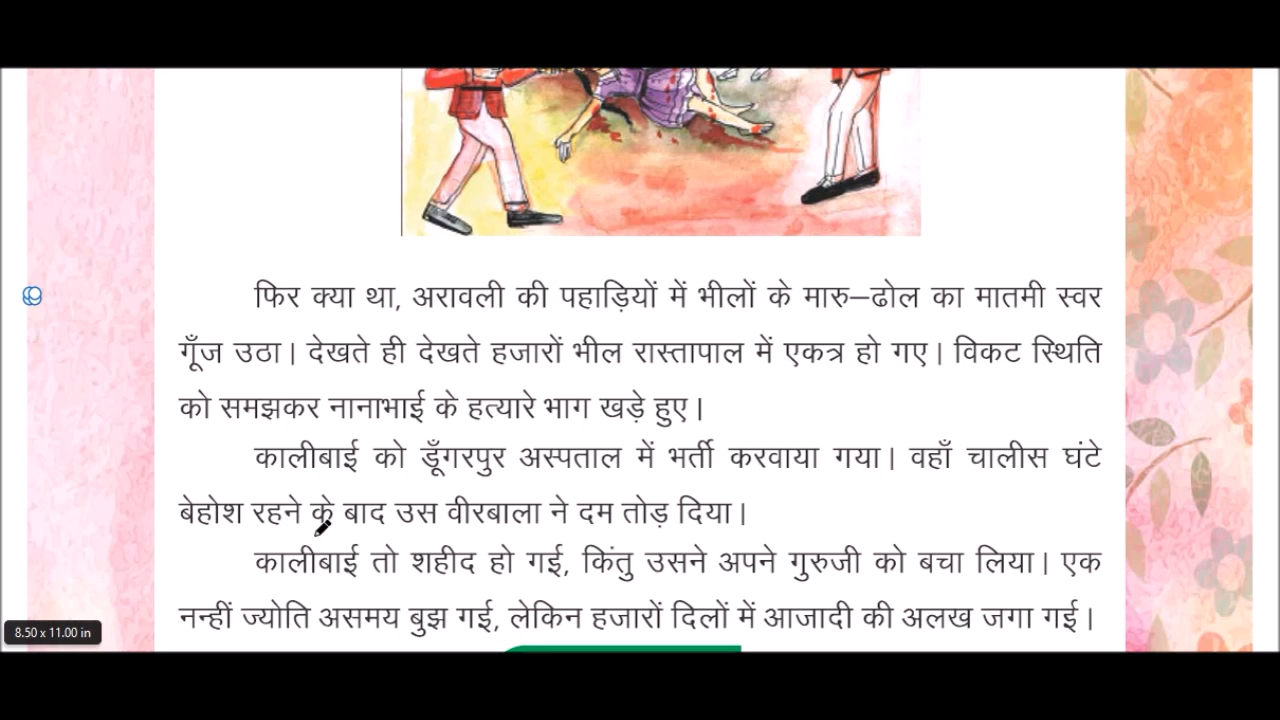 फिर क्या था, अरावली की पहाड़ियों में भीलों के मारु–ढोल का मातमी स्वर
गूँज उठा। देखते ही देखते हजारों भील रास्तापाल में एकत्र हो गए। विकट स्थिति
को समझकर नानाभाई के हत्यारे भाग खड़े हुए।
कालीबाई को डूँगरपुर अस्पताल में भर्ती करवाया गया। वहाँ चालीस घंटे
बेहोश रहने के बाद उस वीरबाला ने दम तोड़ दिया।
कालीबाई तो शहीद हो गई, किंतु उसने अपने गुरुजी को बचा लिया। एक
नन्हीं ज्योति असमय बुझ गई, लेकिन हजारों दिलों में आजादी की अलख जगा गई।
8.50 x 11.00 in